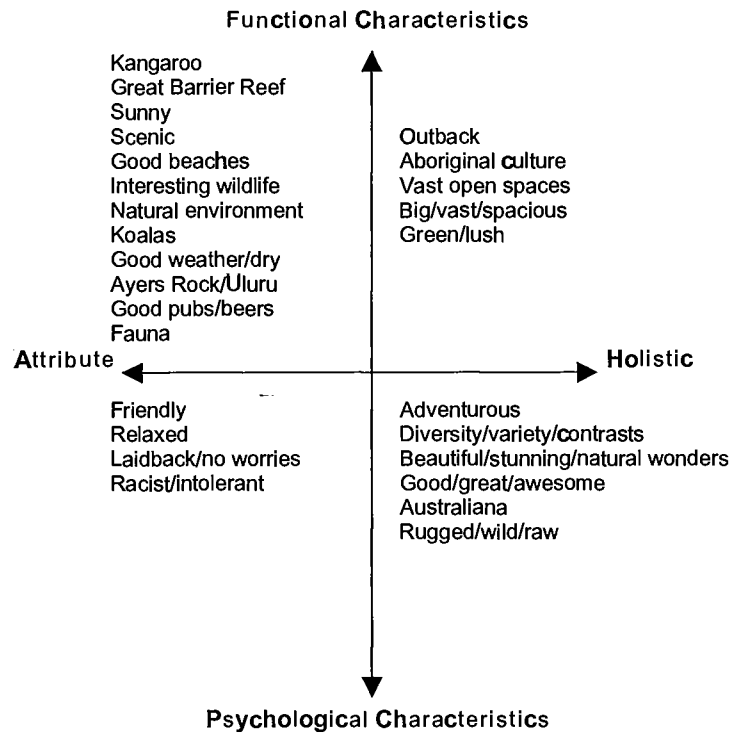 Functional Characteristics
Kangaroo
Great Barrier Reef
Sunny
Scenic
Good beaches
Interesting wildlife
Natural environment
Koalas
Good weather/dry
Ayers Rock/Uluru
Good pubs/beers
Fauna
Outback
Aboriginal culture
Vast open spaces
Big/vast/spacious
Green/lush
Attribute
Holistic
Friendly
Relaxed
Laidback/no worries
Racist/intolerant
Adventurous
Diversity/variety/contrasts
Beautiful/stunning/natural wonders
Good/great/awesome
Australiana
Rugged/wild/raw
Psychological Characteristics